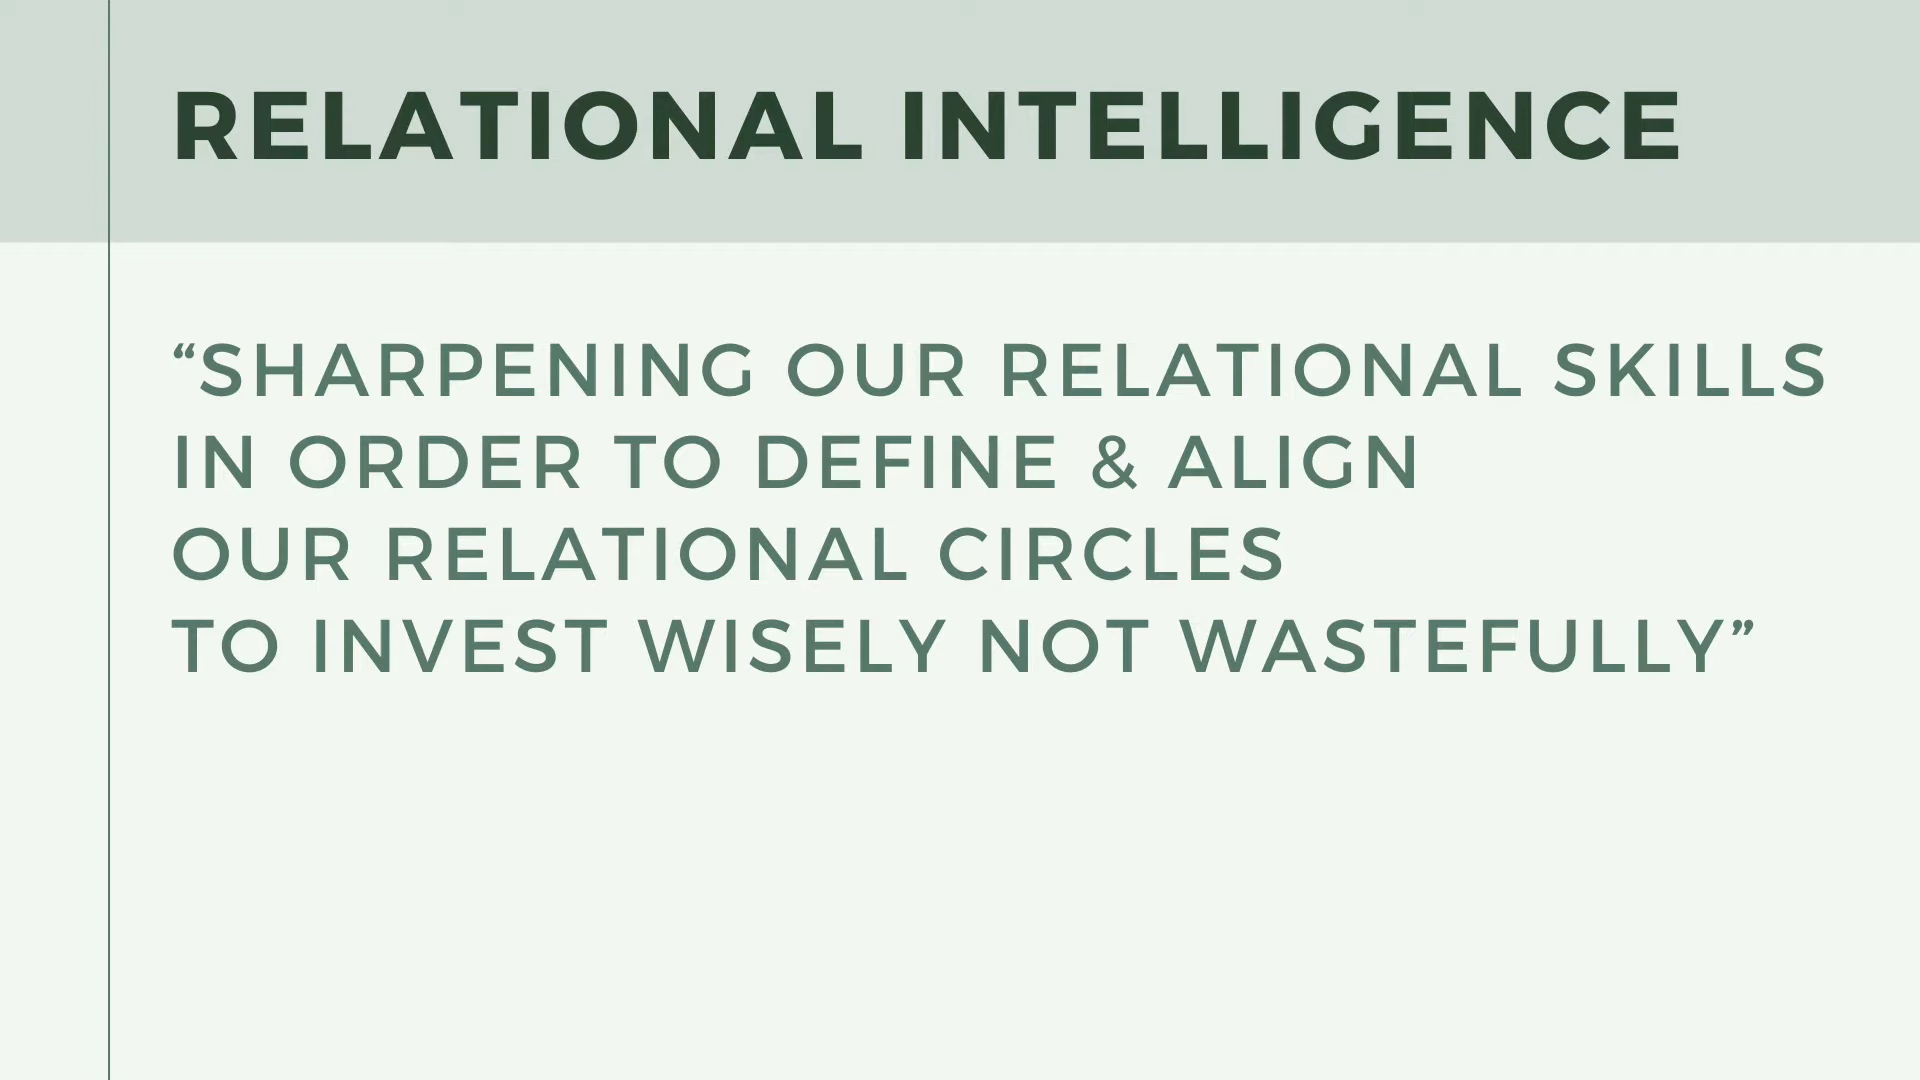 RELATIONAL INTELLIGENCE
“SHARPENING OUR RELATIONAL SKILLS
IN ORDER TO DEFINE & ALIGN
OUR RELATIONAL CIRCLES
TO INVEST WISELY NOT WASTEFULLY”